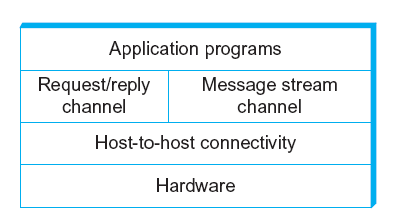 Application programs
Request/reply
channel
Message stream
channel
Host-to-host connectivity
Hardware